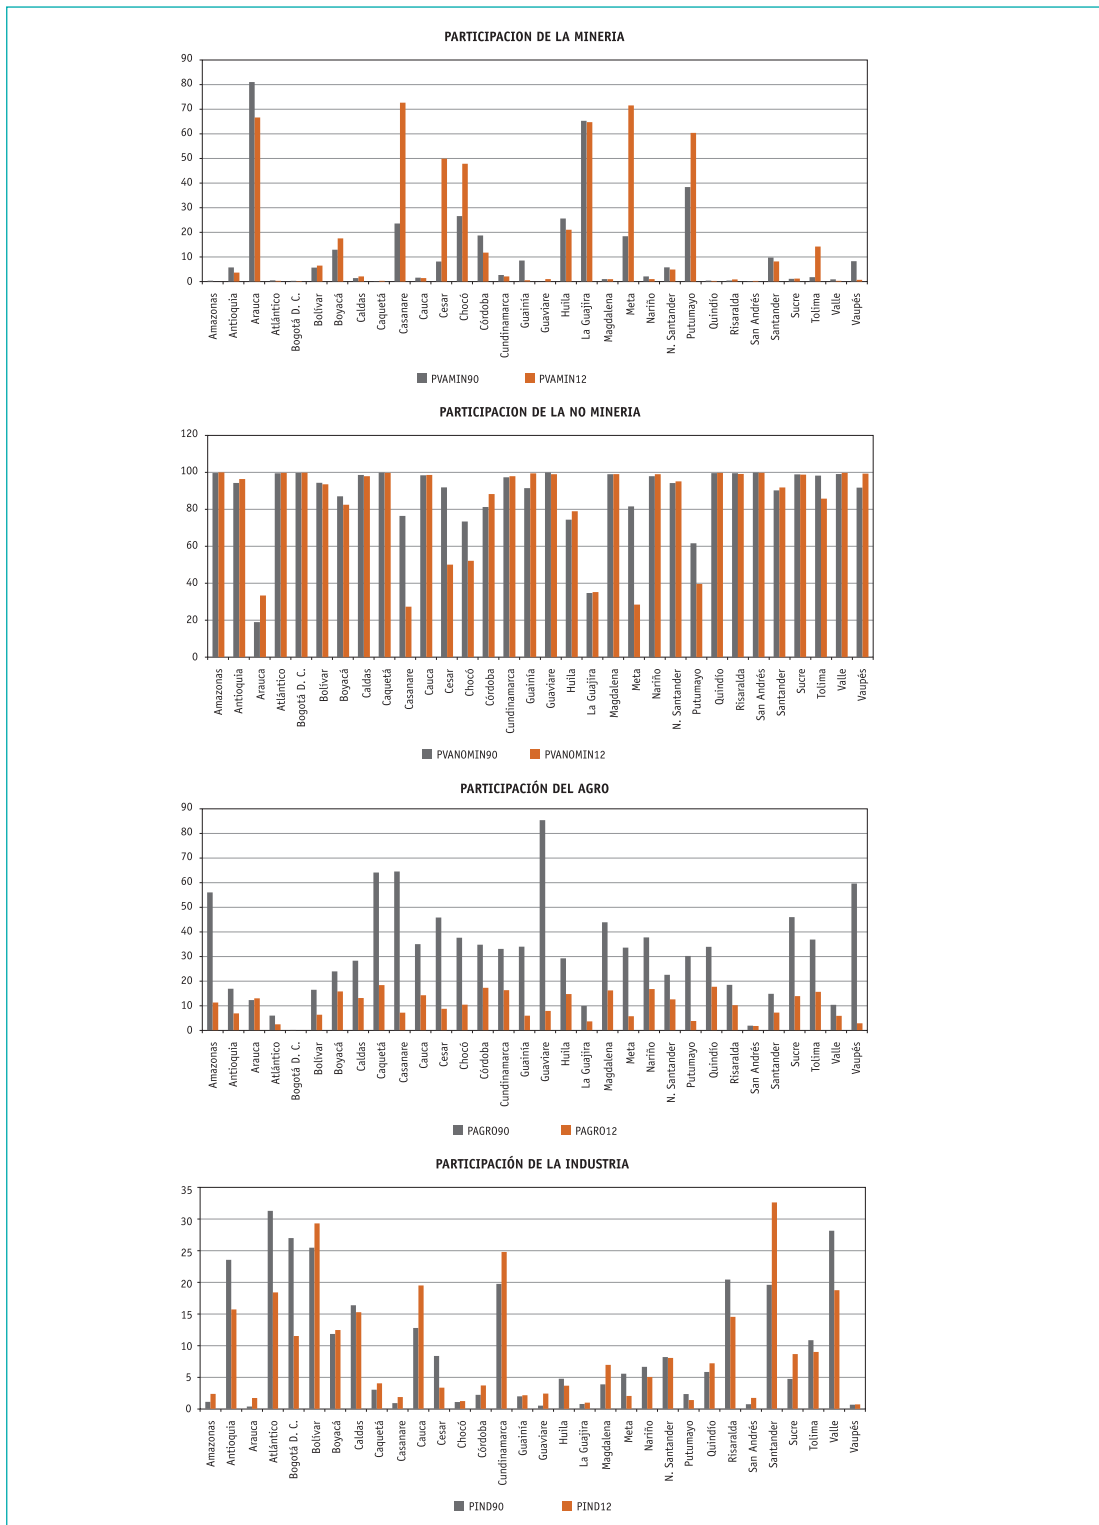 PARTICIPACION DE LA MINERIA
90
80
70
60
50
40
30
20
10
0
Amazonas
Antioquia
Arauca
Atlántico
Bogotá D. C.
Bolívar
Boyacá
Caldas
Caquetá
Casanare
Cauca
Cesar
Chocó
Córdoba
Cundinamarca
Guainía
Guaviare
Huila
La Guajira
Magdalena
Meta
Nariño
N. Santander
Putumayo
Quindío
Risaralda
San Andrés
Santander
Sucre
Tolima
Valle
Vaupés
PVAMIN90 PVAMIN12
PARTICIPACION DE LA NO MINERIA
120
100
80
60
40
20
0
Amazonas
Antioquia
Arauca
Atlántico
Bogotá D. C.
Bolívar
Boyacá
Caldas
Caquetá
Casanare
Cauca
Cesar
Chocó
Córdoba
Cundinamarca
Guainía
Guaviare
Huila
La Guajira
Magdalena
Meta
Nariño
N. Santander
Putumayo
Quindío
Risaralda
San Andrés
Santander
Sucre
Tolima
Valle
Vaupés
PVANOMIN90 PVANOMIN12
PARTICIPACIÓN DEL AGRO
90
80
70
60
50
40
30
20
10
0
Amazonas
Antioquia
Arauca
Atlántico
Bogotá D. C.
Bolívar
Boyacá
Caldas
Caquetá
Casanare
Cauca
Cesar
Chocó
Córdoba
Cundinamarca
Guainía
Guaviare
Huila
La Guajira
Magdalena
Meta
Nariño
N. Santander
Putumayo
Quindío
Risaralda
San Andrés
Santander
Sucre
Tolima
Valle
Vaupés
PAGRO90 PAGRO12
PARTICIPACIÓN DE LA INDUSTRIA
35
30
25
20
15
10
5
0
Amazonas
Antioquia
Arauca
Atlántico
Bogotá D. C.
Bolívar
Boyacá
Caldas
Caquetá
Casanare
Cauca
Cesar
Chocó
Córdoba
Cundinamarca
Guainía
Guaviare
Huila
La Guajira
Magdalena
Meta
Nariño
N. Santander
Putumayo
Quindío
Risaralda
San Andrés
Santander
Sucre
Tolima
Valle
Vaupés
PIND90 PIND12